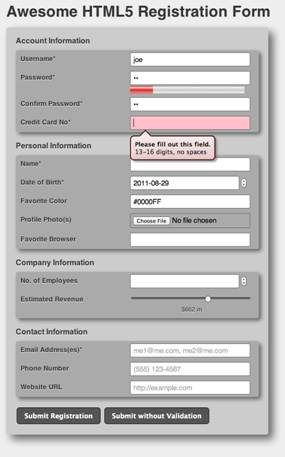 Awesome HTML5 Registration Form
Account Information
Username* joe
Password* ••
Confirm Password* ••
Credit Card No*
Please fill out this field.
13-16 digits, no spaces
Personal Information
Name*
Date of Birth* 2011-08-29
Favorite Color #0000FF
Profile Photo(s) Choose File No file chosen
Favorite Browser
Company Information
No. of Employees
Estimated Revenue
$662 m
Contact Information
Email Address(es)* me1@me.com, me2@me.com
Phone Number (555) 123-4567
Website URL http://example.com
Submit Registration Submit without Validation